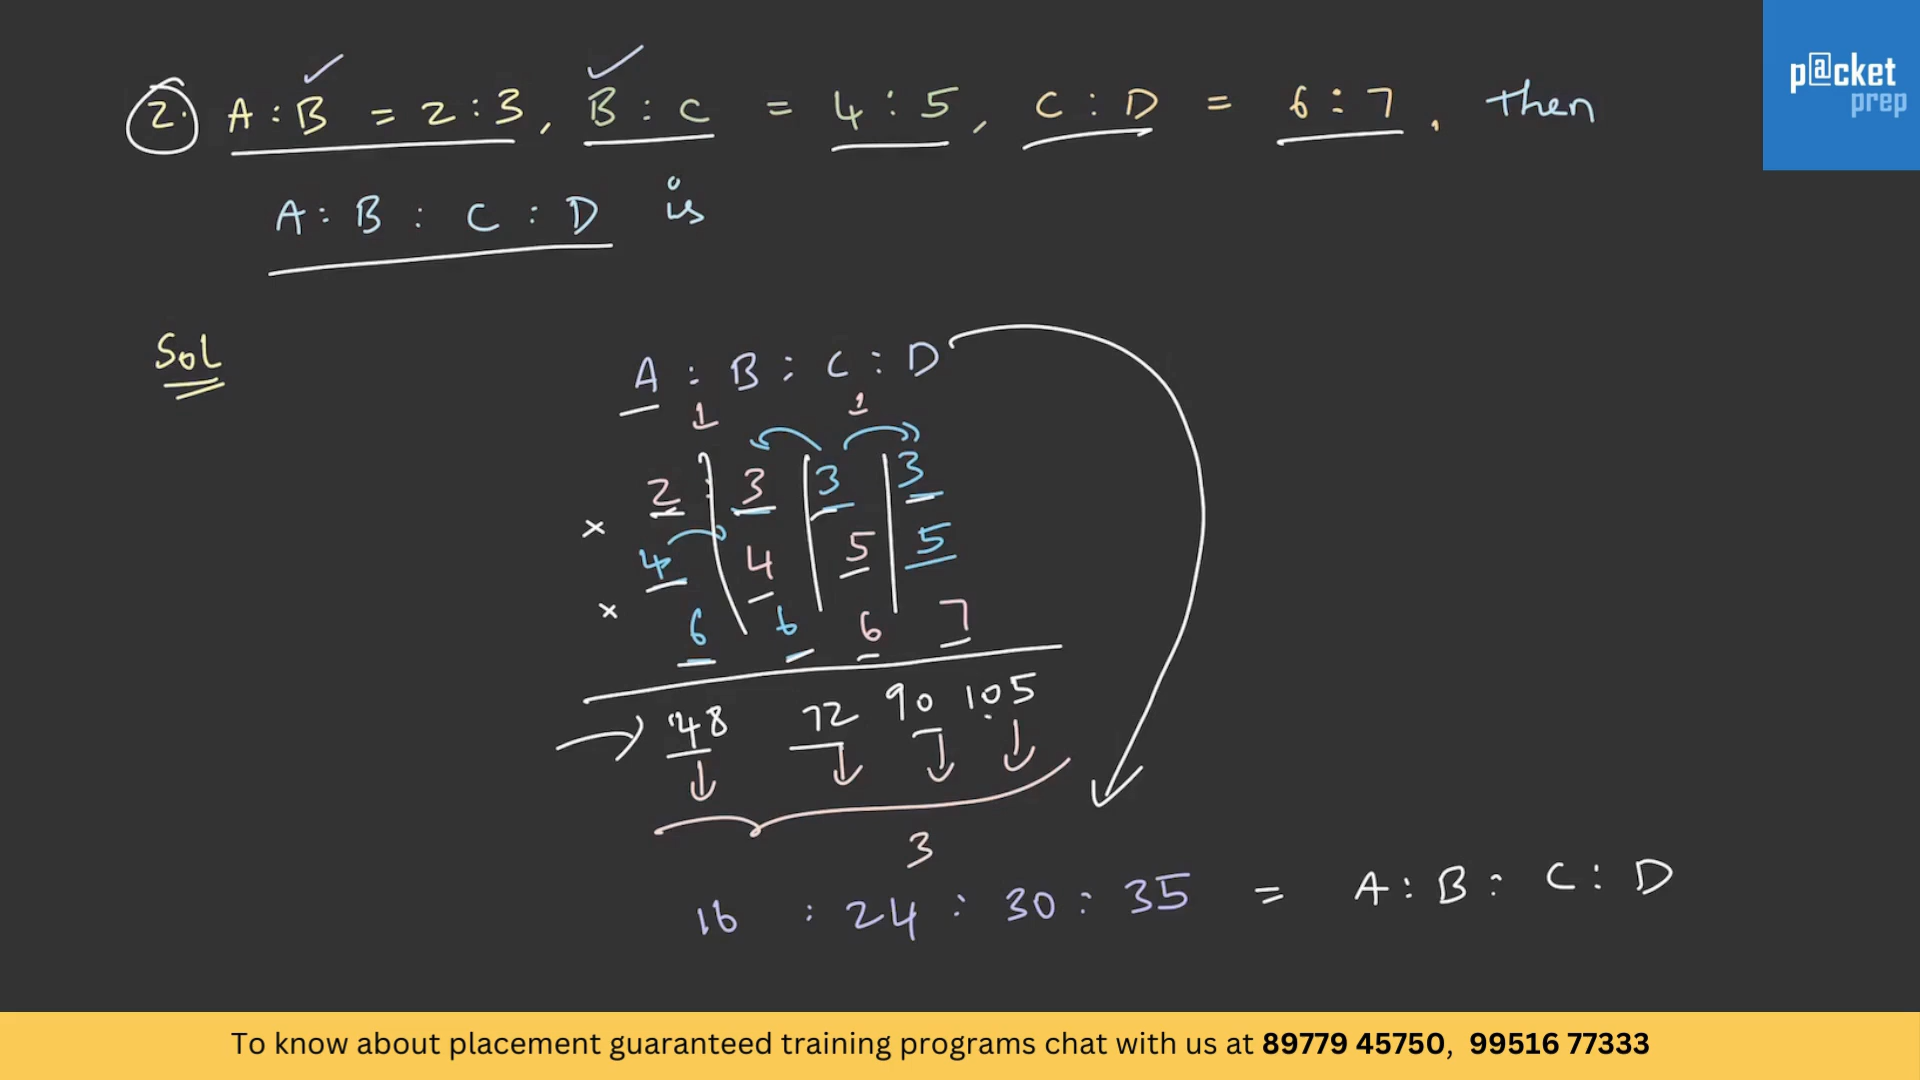 p@cket
prep
2. A : B = 2 : 3, B : C = 4 : 5, C : D = 6 : 7. then
A : B : C : D is
Sol
A : B : C : D
1 1
2 : 3 3 3
× 4 4 5 5
× 6 6 6 7
48 72 90 105
3
16 : 24 : 30 : 35 = A : B : C : D
To know about placement guaranteed training programs chat with us at 89779 45750, 99516 77333